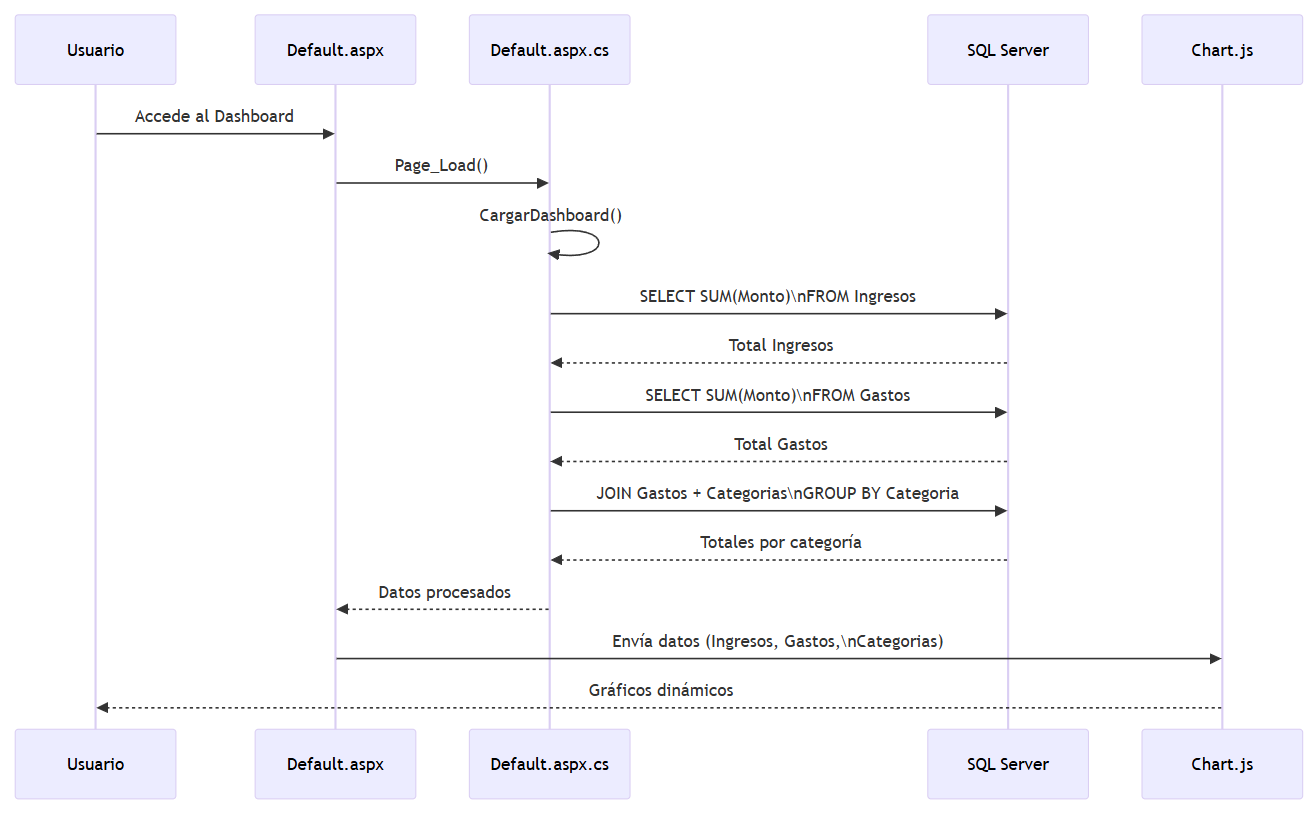 Usuario
Default.aspx
Default.aspx.cs
SQL Server
Chart.js
Accede al Dashboard
Page_Load()
CargarDashboard()
SELECT SUM(Monto)\nFROM Ingresos
Total Ingresos
SELECT SUM(Monto)\nFROM Gastos
Total Gastos
JOIN Gastos + Categorias\nGROUP BY Categoria
Totales por categoría
Datos procesados
Envía datos (Ingresos, Gastos,\nCategorias)
Gráficos dinámicos
Usuario
Default.aspx
Default.aspx.cs
SQL Server
Chart.js